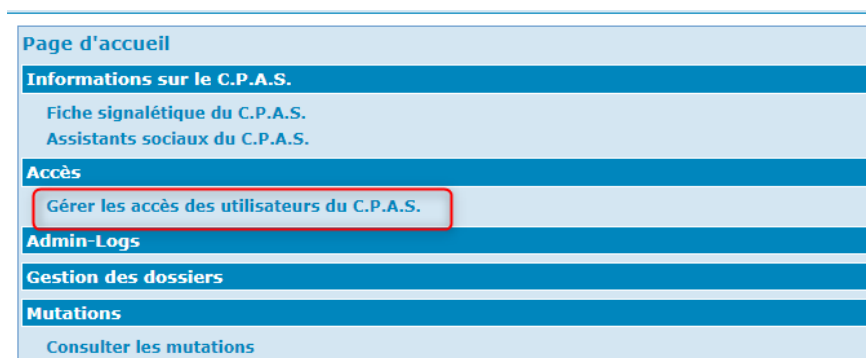 Page d'accueil
Informations sur le C.P.A.S.
Fiche signalétique du C.P.A.S.
Assistants sociaux du C.P.A.S.
Accès
Gérer les accès des utilisateurs du C.P.A.S.
Admin-Logs
Gestion des dossiers
Mutations
Consulter les mutations